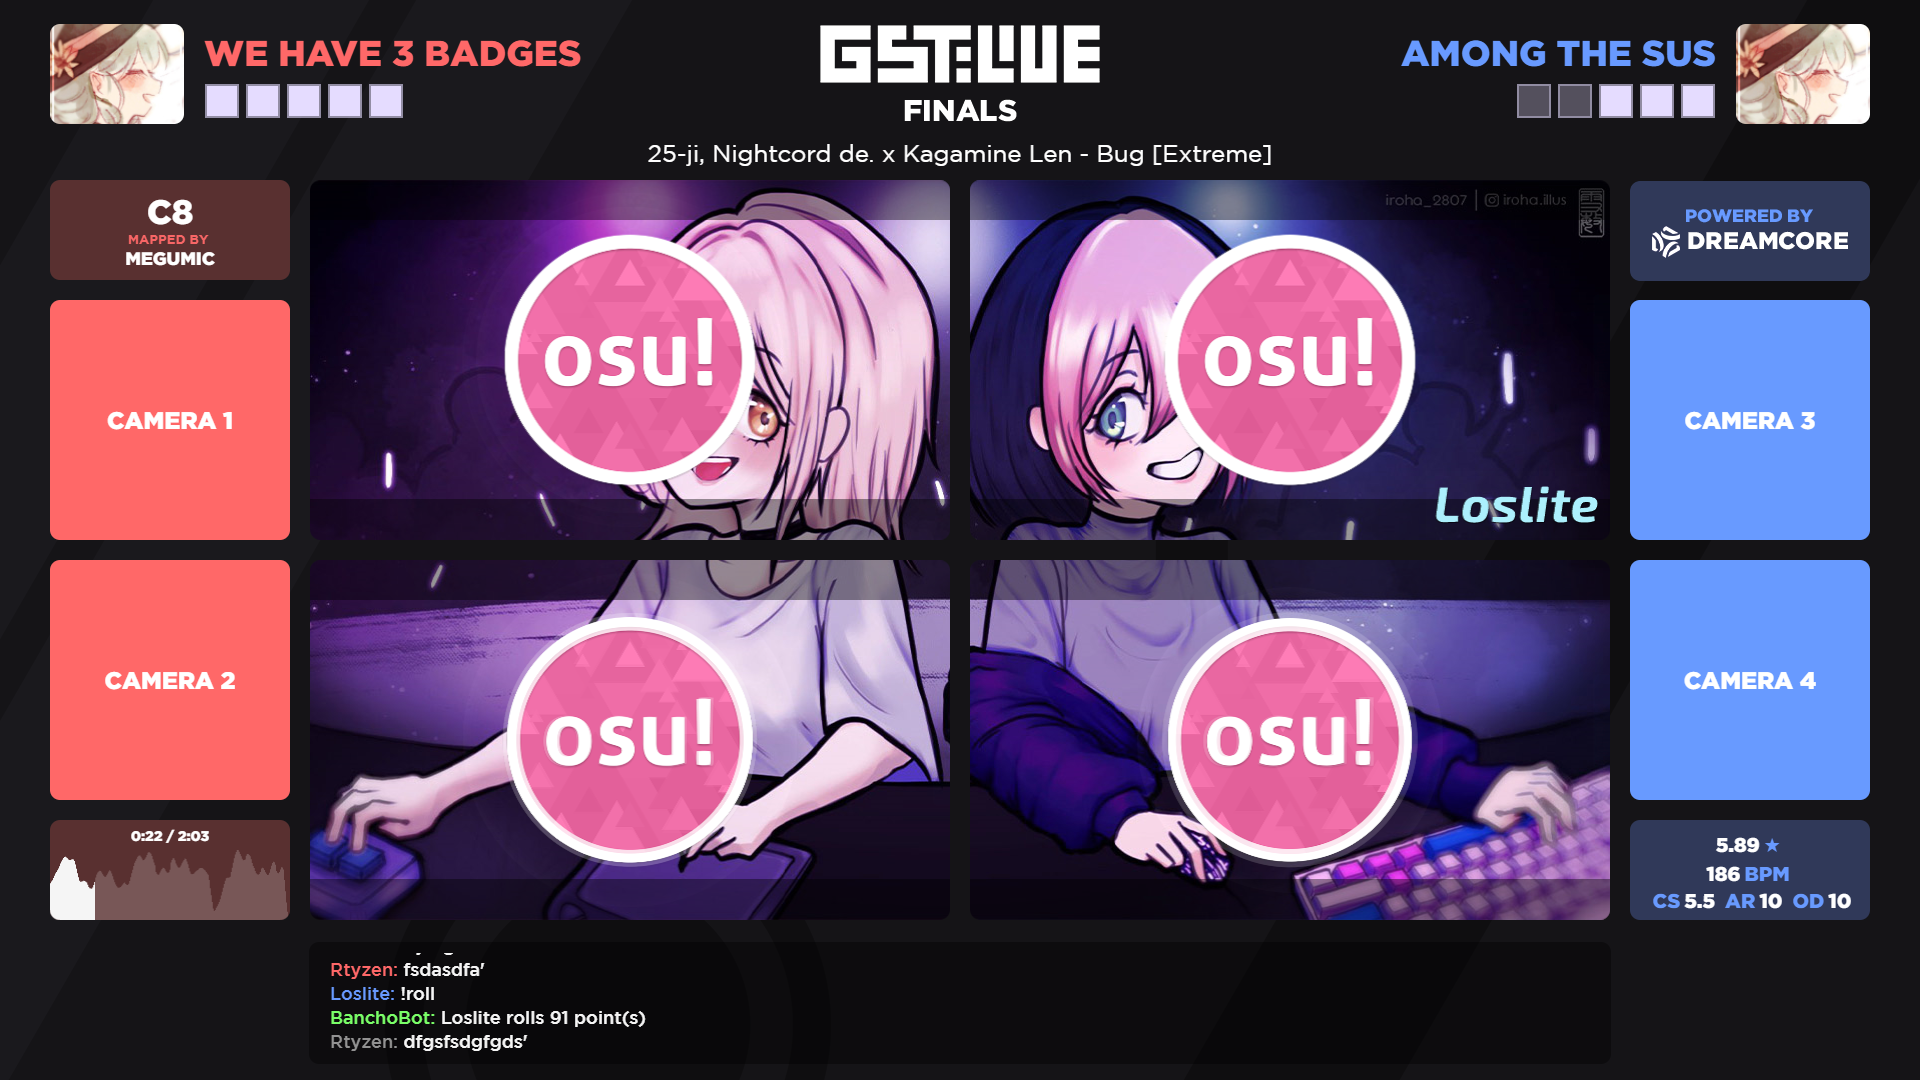 WE HAVE 3 BADGES
GST:LIVE
FINALS
AMONG THE SUS
25-ji, Nightcord de. x Kagamine Len - Bug [Extreme]
C8
MAPPED BY
MEGUMIC
iroha_2807 | iroha.illus
POWERED BY
DREAMCORE
osu!
osu!
CAMERA 1
CAMERA 3
Loslite
osu!
osu!
CAMERA 2
CAMERA 4
0:22 / 2:03
5.89 ★
186 BPM
CS 5.5 AR 10 OD 10
Rtyzen: fsdasdfa'
Loslite: !roll
BanchoBot: Loslite rolls 91 point(s)
Rtyzen: dfgsfsdgfgds'